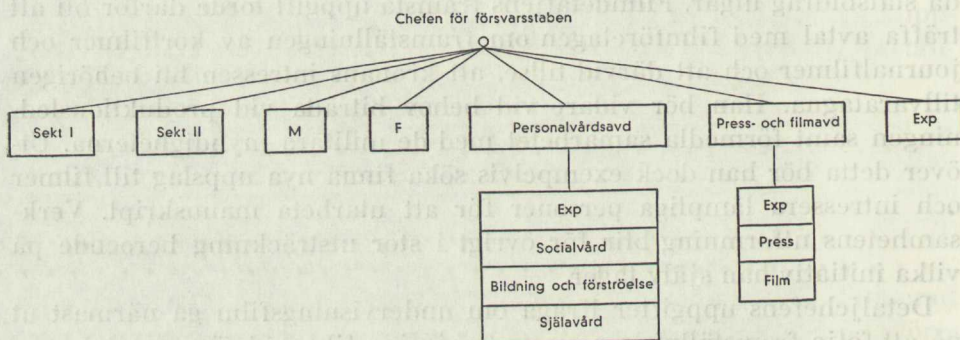 Chefen för försvarsstaben
Sekt I
Sekt II
M
F
Personalvårdsavd
Press- och filmavd
Exp
Exp
Socialvård
Bildning och förströelse
Själavård
Exp
Press
Film